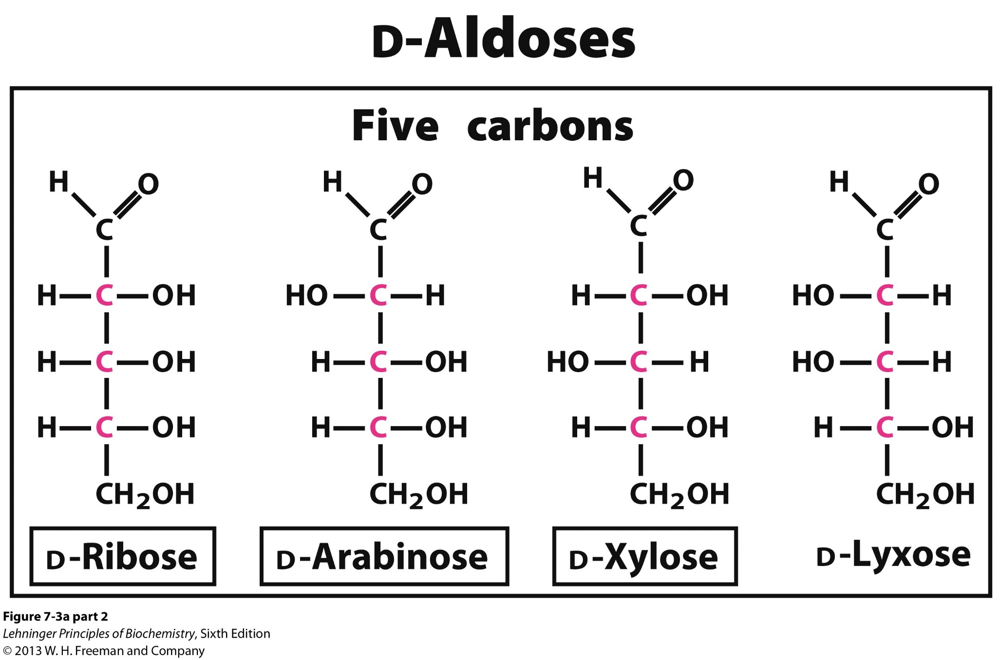 D-Aldoses
Five carbons
H O H O H O H O
C C C C
H C OH HO C H H C OH HO C H
H C OH H C OH HO C H HO C H
H C OH H C OH H C OH H C OH
CH2OH CH2OH CH2OH CH2OH
D-Ribose D-Arabinose D-Xylose D-Lyxose
Figure 7-3a part 2
Lehninger Principles of Biochemistry, Sixth Edition
© 2013 W. H. Freeman and Company